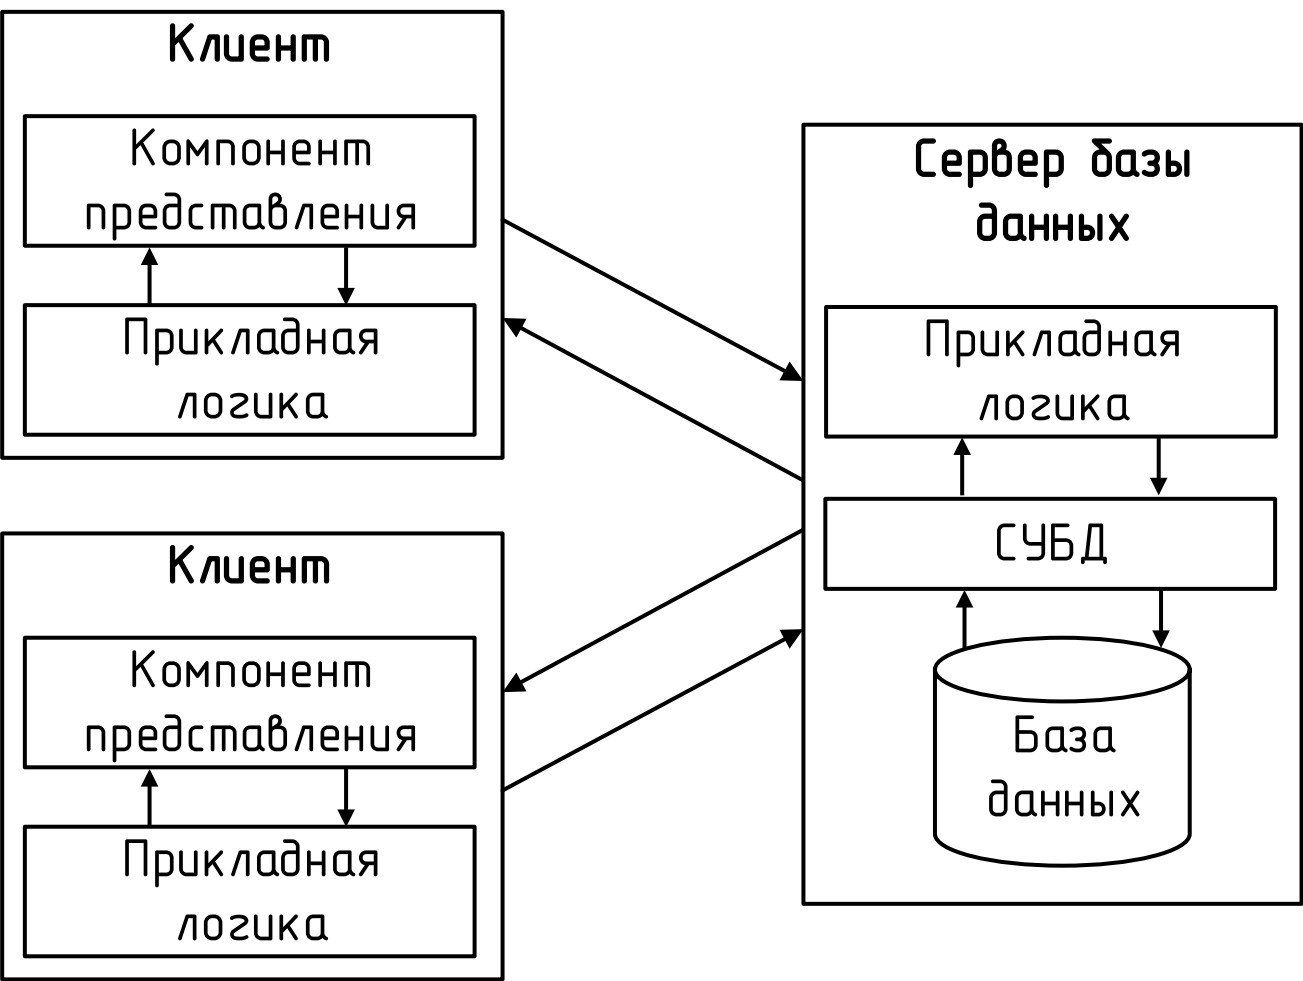 Клиент
Компонент
представления
Прикладная
логика
Клиент
Компонент
представления
Прикладная
логика
Сервер базы
данных
Прикладная
логика
СУБД
База
данных